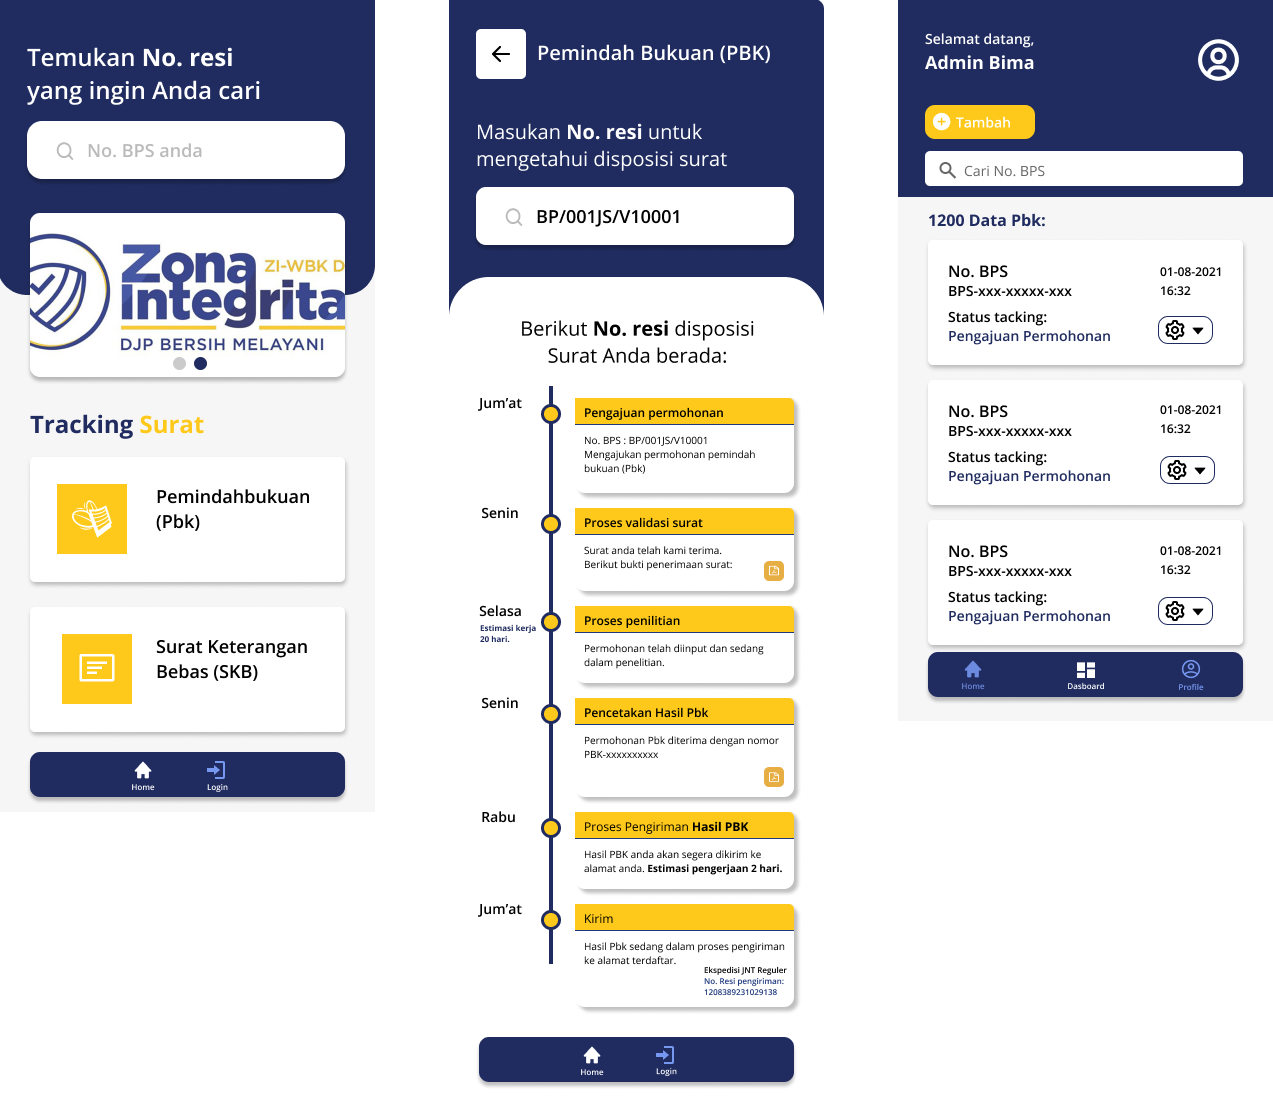 Temukan No. resi
yang ingin Anda cari
No. BPS anda
Zona
ZI-WBK D
Integrita
DJP BERSIH MELAYANI
Tracking Surat
Pemindahbukuan
(Pbk)
Surat Keterangan
Bebas (SKB)
Home
Login
Pemindah Bukuan (PBK)
Masukan No. resi untuk
mengetahui disposisi surat
BP/001JS/V10001
Berikut No. resi disposisi
Surat Anda berada:
Jum'at
Pengajuan permohonan
No. BPS : BP/001JS/V10001
Mengajukan permohonan pemindah
bukuan (Pbk)
Senin
Proses validasi surat
Surat anda telah kami terima.
Berikut bukti penerimaan surat:
Selasa
Estimasi kerja
20 hari.
Proses penilitian
Permohonan telah diinput dan sedang
dalam penelitian.
Senin
Pencetakan Hasil Pbk
Permohonan Pbk diterima dengan nomor
PBK-xxxxxxxxxx
Rabu
Proses Pengiriman Hasil PBK
Hasil PBK anda akan segera dikirim ke
alamat anda. Estimasi pengerjaan 2 hari.
Jum'at
Kirim
Hasil Pbk sedang dalam proses pengiriman
ke alamat terdaftar.
Ekspedisi JNT Reguler
No. Resi pengiriman:
1208389231029138
Home
Login
Selamat datang,
Admin Bima
Tambah
Cari No. BPS
1200 Data Pbk:
No. BPS
01-08-2021
BPS-xxx-xxxxx-xxx
16:32
Status tacking:
Pengajuan Permohonan
No. BPS
01-08-2021
BPS-xxx-xxxxx-xxx
16:32
Status tacking:
Pengajuan Permohonan
No. BPS
01-08-2021
BPS-xxx-xxxxx-xxx
16:32
Status tacking:
Pengajuan Permohonan
Home
Dasboard
Profile